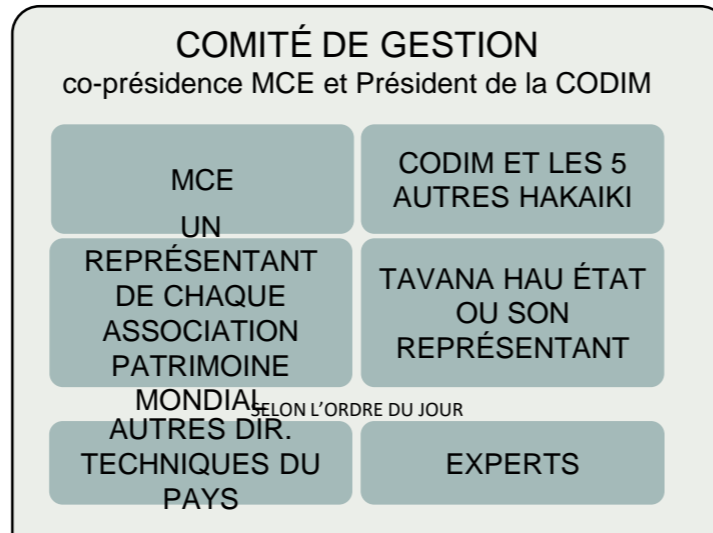 COMITÉ DE GESTION
co-présidence MCE et Président de la CODIM
MCE
CODIM ET LES 5
AUTRES HAKAIKI
UN
REPRÉSENTANT
DE CHAQUE
ASSOCIATION
PATRIMOINE
MONDIAL
TAVANA HAU ÉTAT
OU SON
REPRÉSENTANT
SELON L’ORDRE DU JOUR
AUTRES DIR.
TECHNIQUES DU
PAYS
EXPERTS